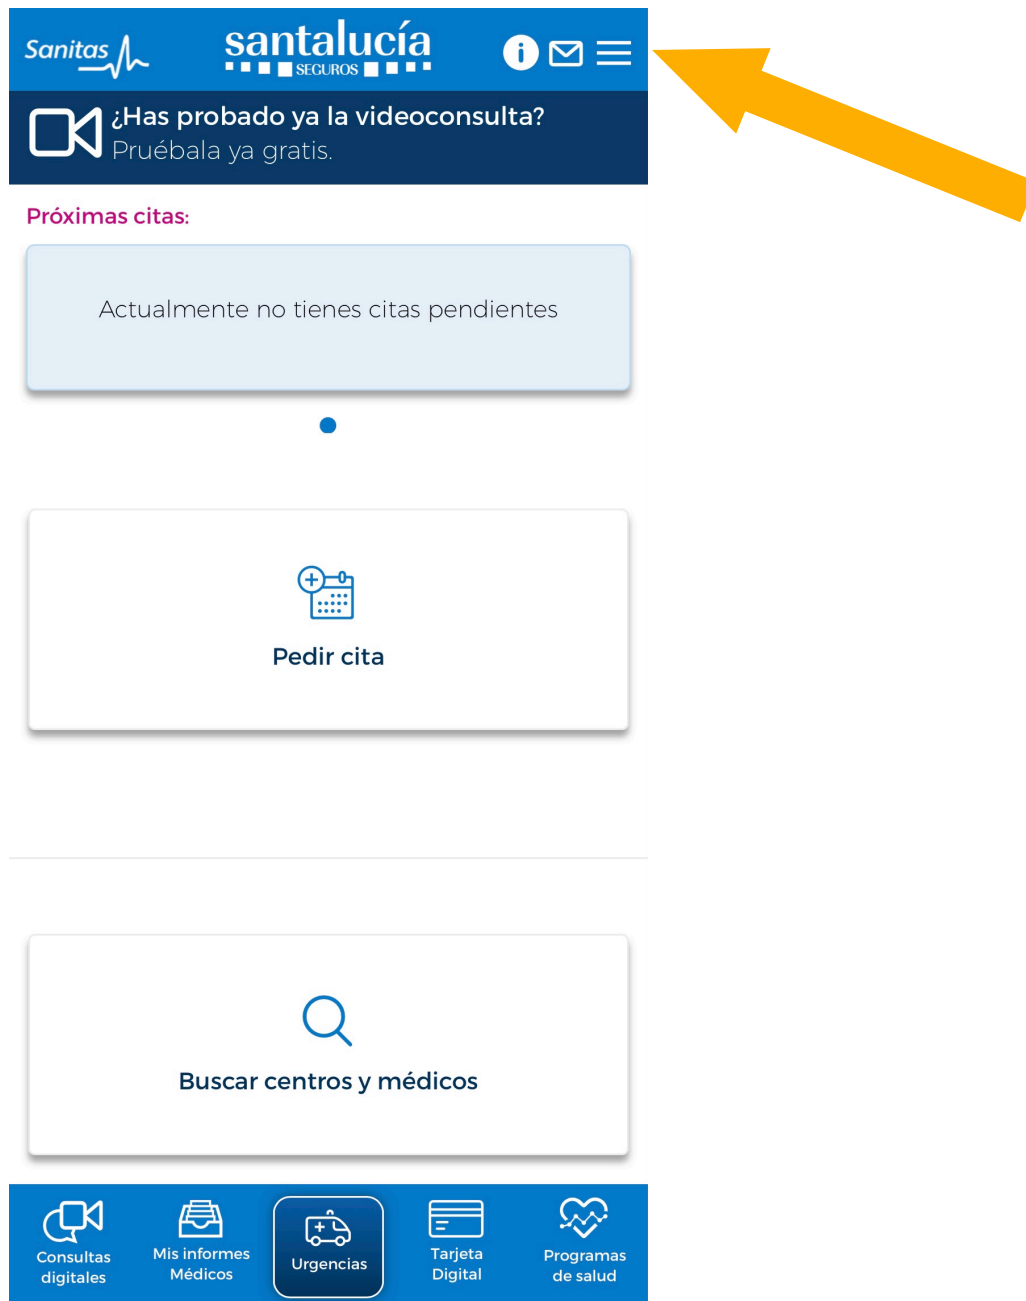 Sanitas
santalucía
SEGUROS
¿Has probado ya la videoconsulta?
Pruébala ya gratis.
Próximas citas:
Actualmente no tienes citas pendientes
Pedir cita
Buscar centros y médicos
Consultas
digitales
Mis informes
Médicos
Urgencias
Tarjeta
Digital
Programas
de salud